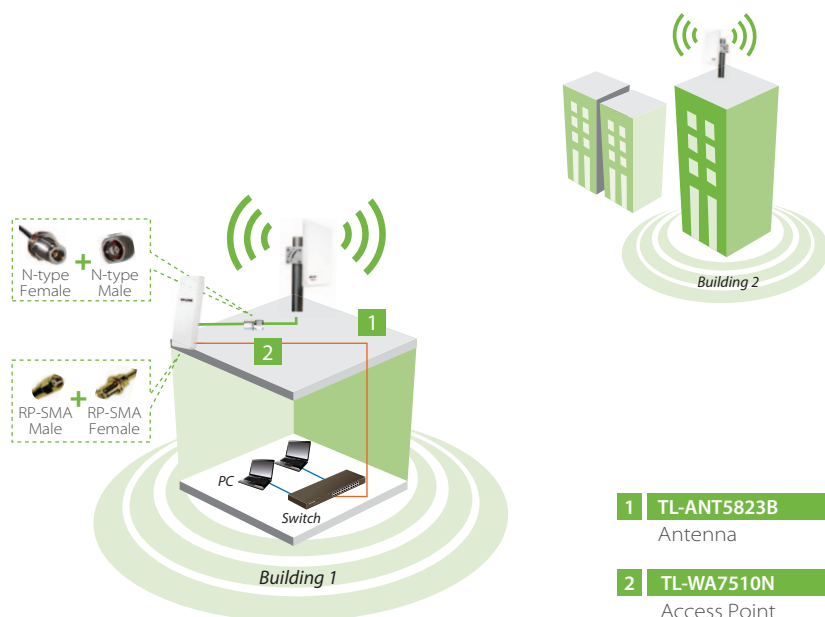 Building 2
N-type
Female
+
N-type
Male
1
2
RP-SMA
Male
+
RP-SMA
Female
PC
Switch
Building 1
1 TL-ANT5823B
Antenna
2 TL-WA7510N
Access Point